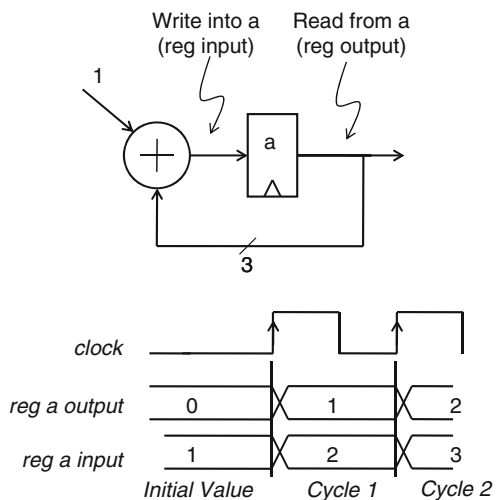 Write into a
(reg input)
Read from a
(reg output)
1
a
3
clock
reg a output 0 1 2
reg a input 1 2 3
Initial Value Cycle 1 Cycle 2